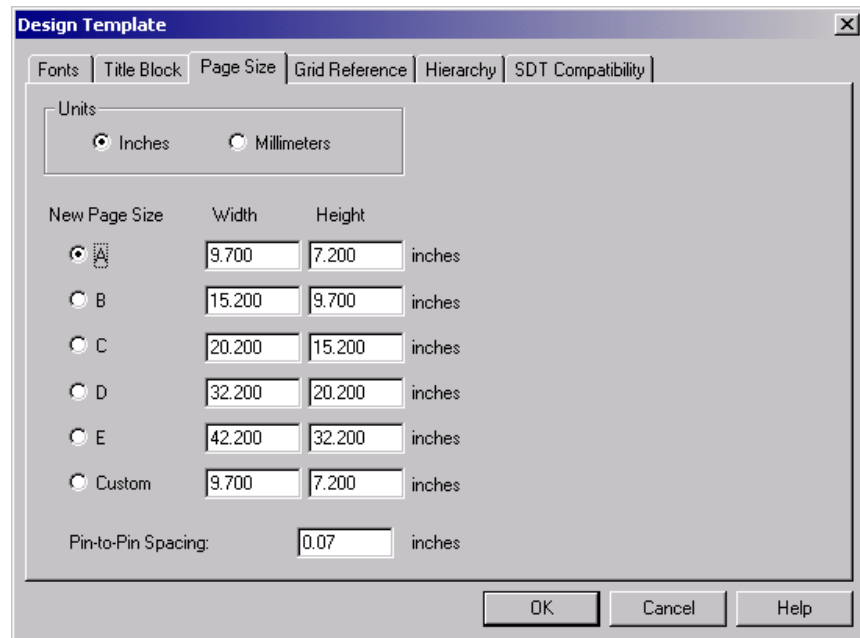 Design Template
Fonts Title Block Page Size Grid Reference Hierarchy SDT Compatibility
Units
Inches Millimeters
New Page Size Width Height
A 9.700 7.200 inches
B 15.200 9.700 inches
C 20.200 15.200 inches
D 32.200 20.200 inches
E 42.200 32.200 inches
Custom 9.700 7.200 inches
Pin-to-Pin Spacing: 0.07 inches
OK Cancel Help